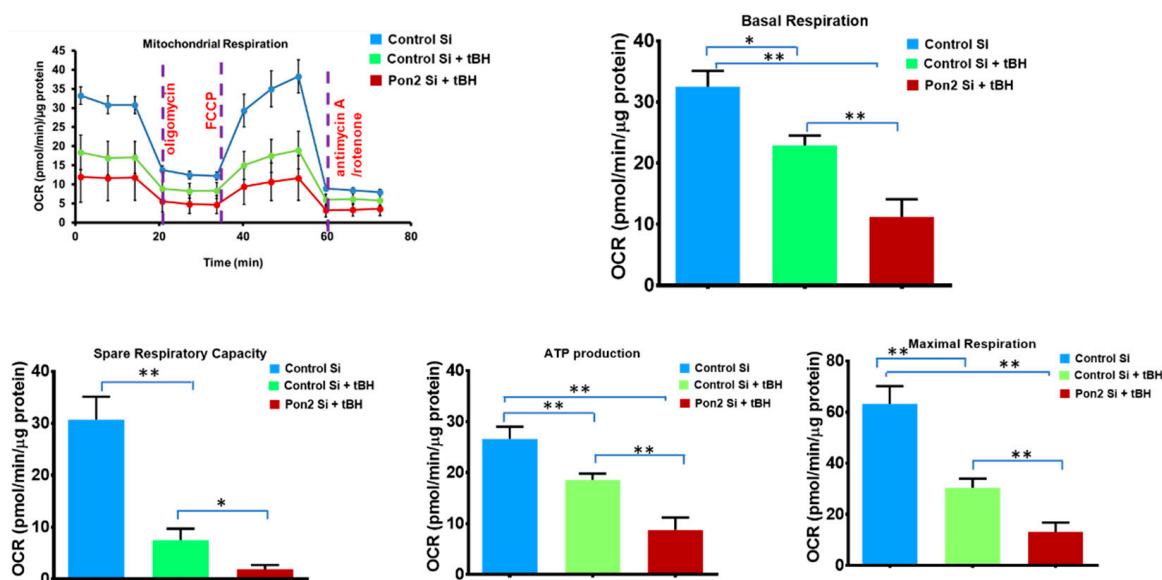 Mitochondrial Respiration
Control Si
Control Si + tBH
Pon2 Si + tBH
OCR (pmol/min)/µg protein)
45
40
35
30
25
20
15
10
5
0
oligomycin
FCCP
antimycin A
/rotenone
0
20
40
60
80
Time (min)
Basal Respiration
Control SI
Control Si + tBH
Pon2 Si + tBH
OCR (pmol/min/µg protein)
40
30
20
10
0
*
**
**
Spare Respiratory Capacity
Control Si
Control Si + tBH
Pon2 Si + tBH
OCR (pmol/min/µg protein)
40
30
20
10
0
**
*
ATP production
Control Si
Control Si + tBH
Pon2 Si + tBH
OCR (pmol/min/µg protein)
40
30
20
10
0
**
**
**
Maximal Respiration
Control Si
Control Si + tBH
Pon2 Si + tBH
OCR (pmol/min/µg protein)
80
60
40
20
0
**
**
**